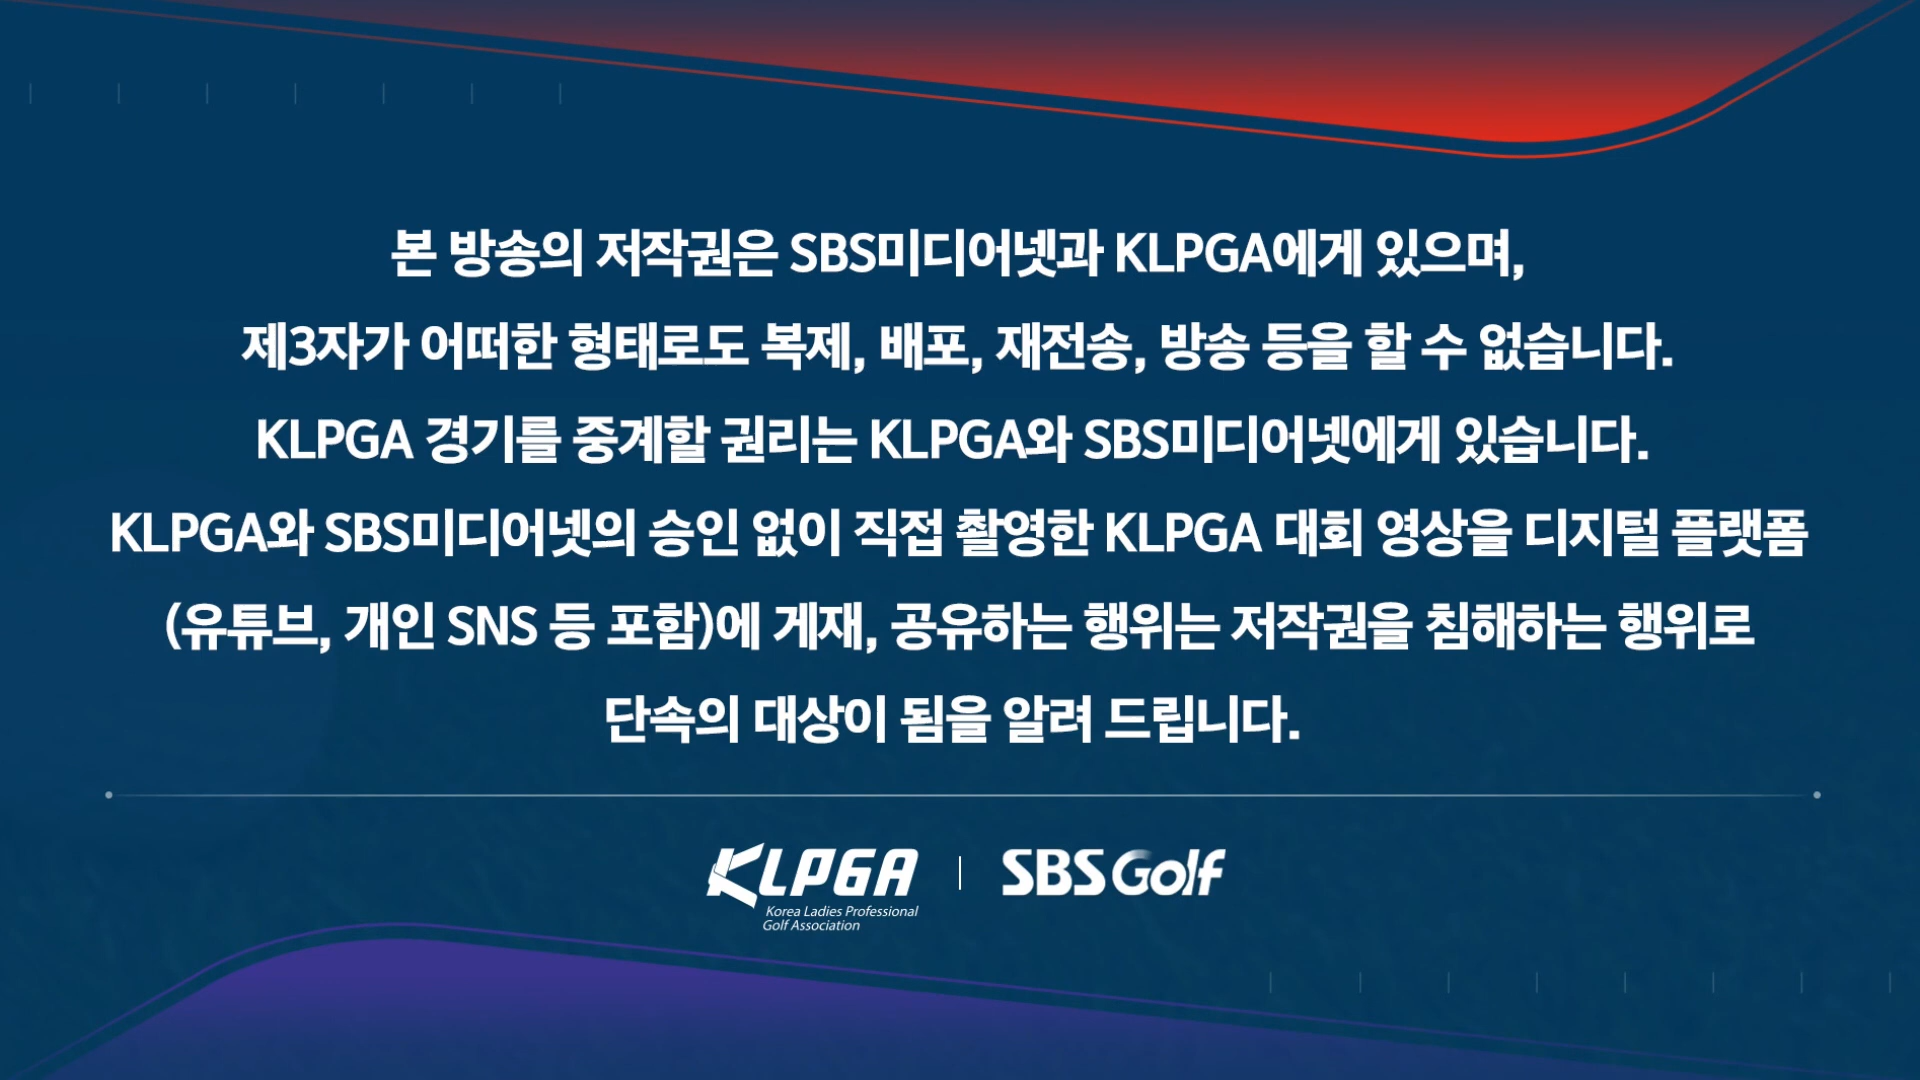 본 방송의 저작권은 SBS미디어넷과 KLPGA에게 있으며,
제3자가 어떠한 형태로도 복제, 배포, 재전송, 방송 등을 할 수 없습니다.
KLPGA 경기를 중계할 권리는 KLPGA와 SBS미디어넷에게 있습니다.
KLPGA와 SBS미디어넷의 승인 없이 직접 촬영한 KLPGA 대회 영상을 디지털 플랫폼
(유튜브, 개인 SNS 등 포함)에 게재, 공유하는 행위는 저작권을 침해하는 행위로
단속의 대상이 됨을 알려 드립니다.
KLPGA
Korea Ladies Professional
Golf Association
SBS Golf